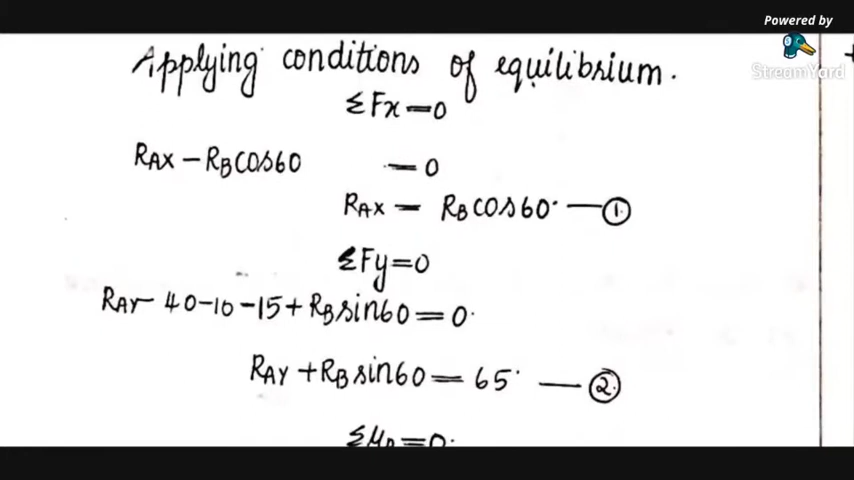 Powered by
StreamYard
Applying conditions of equilibrium.
ΣFx=0
RAX - RBcos60 = 0
RAX = RBcos60. — ①
ΣFy=0
RAY - 40-10-15+RBsin60=0.
RAY +RBsin60=65. — ②
=0.